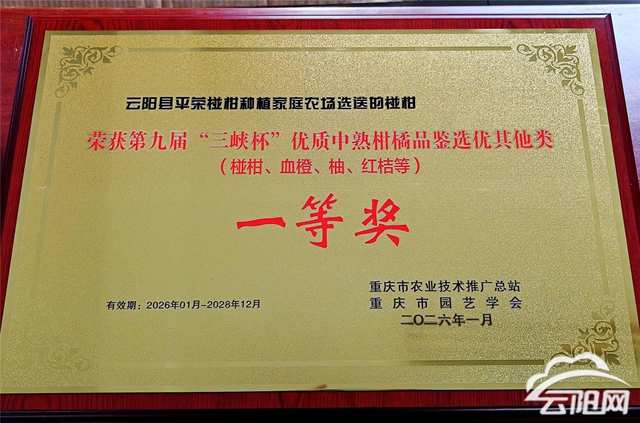 云阳县平荣椪柑种植家庭农场选送的椪柑
荣获第九届“三峡杯”优质中熟柑橘品鉴选优其他类
（椪柑、血橙、柚、红桔等）
一等奖
重庆市农业技术推广总站
重庆市园艺学会
有效期：2026年01月-2028年12月
二〇二六年一月
云阳网